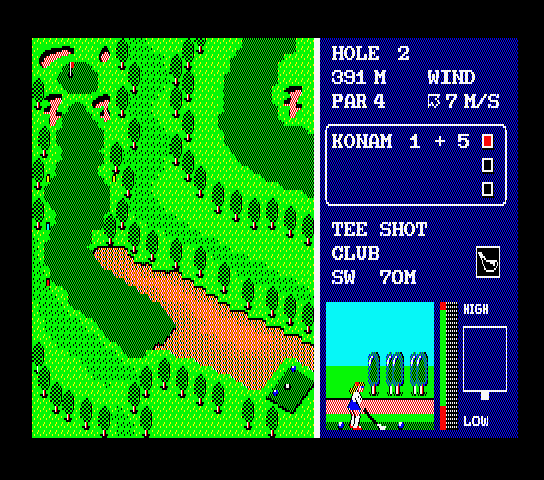 HOLE 2
391 M WIND
PAR 4 7 M/S
KONAM 1 + 5
TEE SHOT
CLUB
SW 70M
HIGH
LOW